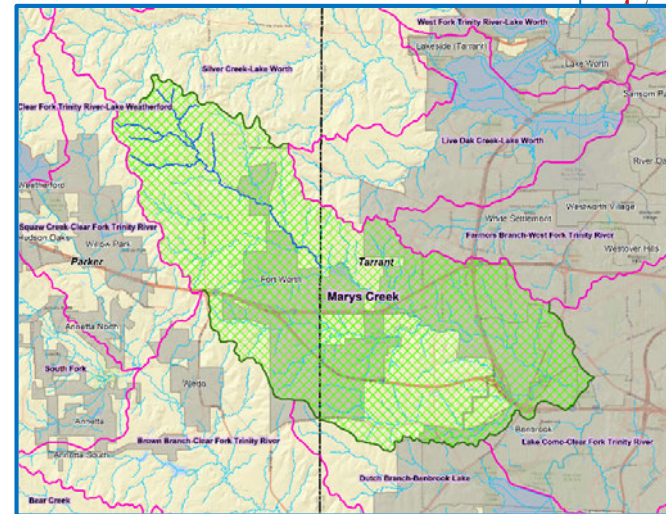 West Fork Trinity River-Lake Worth
Lakeside (Tarrant)
Lake Worth
Silver Creek-Lake Worth
Sansom Pa
Clear Fork Trinity River-Lake Weatherford
Live Oak Creek-Lake Worth
River Oa
Weatherford
Westworth Village
White Settlement
Squaw Creek-Clear Fork Trinity River
Farmers Branch-West Fork Trinity River
Hudson Oaks
Willow Park
Westover Hills
Parker
Tarrant
Fort Worth
Marys Creek
Annetta North
South Fork
Aledo
Annetta
Benbrook
Brown Branch-Clear Fork Trinity River
Lake Como-Clear Fork Trinity River
Annetta South
Dutch Branch-Benbrook Lake
Bear Creek